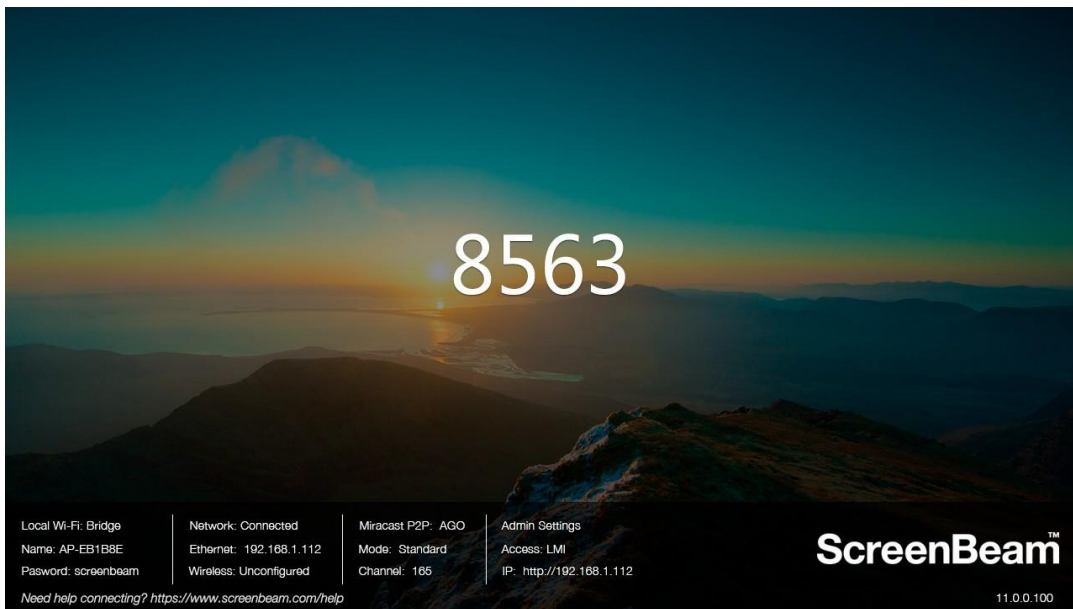 8563
Local Wi-Fi: Bridge
Name: AP-EB1B8E
Pasword: screenbeam
Network: Connected
Ethernet: 192.168.1.112
Wireless: Unconfigured
Miracast P2P: AGO
Mode: Standard
Channel: 165
Admin Settings
Access: LMI
IP: http://192.168.1.112
ScreenBeam™
Need help connecting? https://www.screenbeam.com/help
11.0.0.100